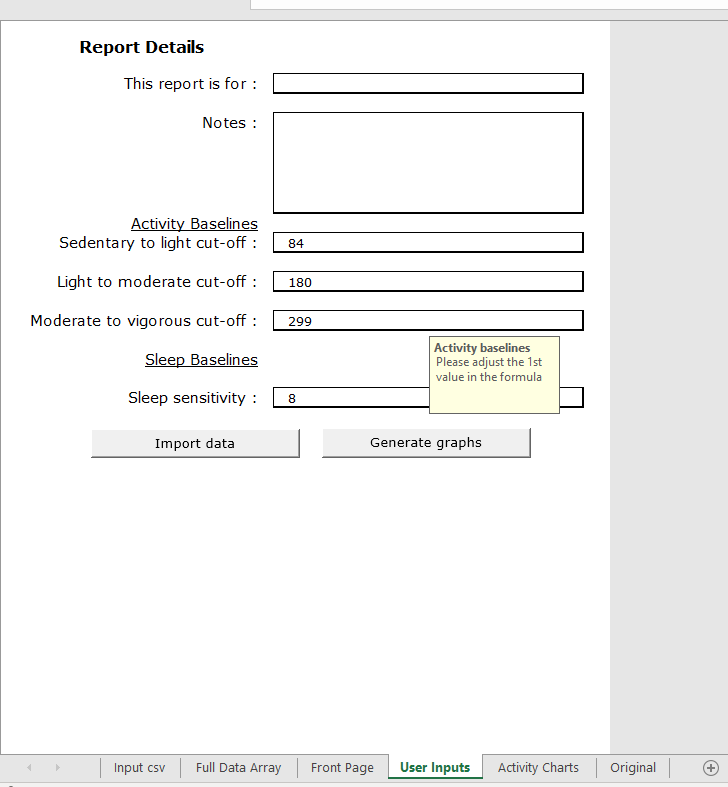 Report Details
This report is for :
Notes :
Activity Baselines
Sedentary to light cut-off : 84
Light to moderate cut-off : 180
Moderate to vigorous cut-off : 299
Activity baselines
Please adjust the 1st
value in the formula
Sleep Baselines
Sleep sensitivity : 8
Import data Generate graphs
Input csv Full Data Array Front Page User Inputs Activity Charts Original